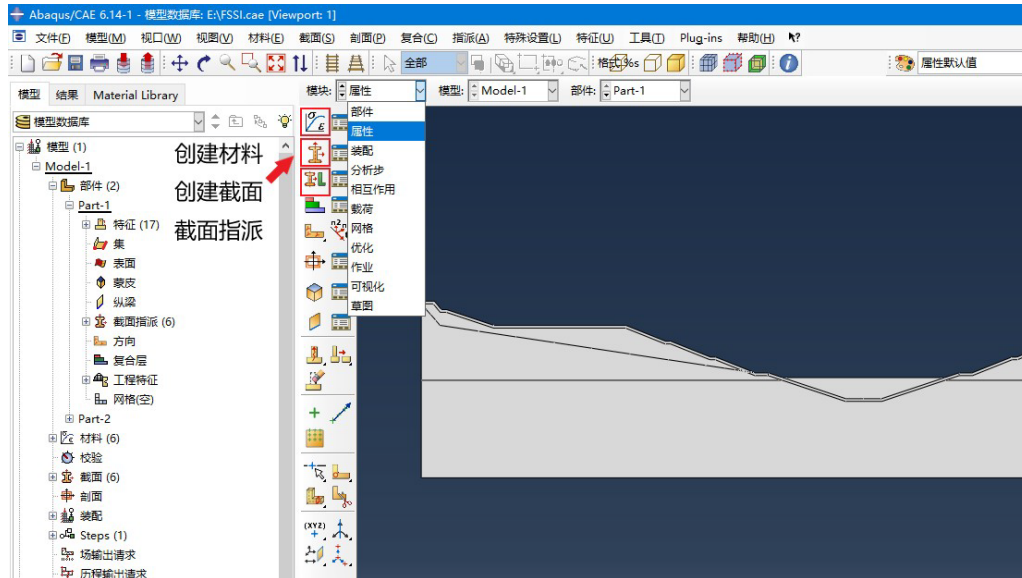 Abaqus/CAE 6.14-1 - 模型数据库: E:\FSSI.cae [Viewport: 1]
文件(F) 模型(M) 视口(W) 视图(V) 材料(E) 截面(S) 剖面(P) 复合(C) 指派(A) 特殊设置(L) 特征(U) 工具(T) Plug-ins 帮助(H)
全部
属性默认值
模型 结果 Material Library
模块: 属性 模型: Model-1 部件: Part-1
模型数据库
部件
属性
装配
分析步
相互作用
载荷
网格
优化
作业
可视化
草图
创建材料
创建截面
截面指派
模型 (1)
Model-1
部件 (2)
Part-1
特征 (17)
集
表面
蒙皮
纵梁
截面指派 (6)
方向
复合层
工程特征
网格(空)
Part-2
材料 (6)
校验
截面 (6)
剖面
装配
Steps (1)
场输出请求
历程输出请求
(XYZ)